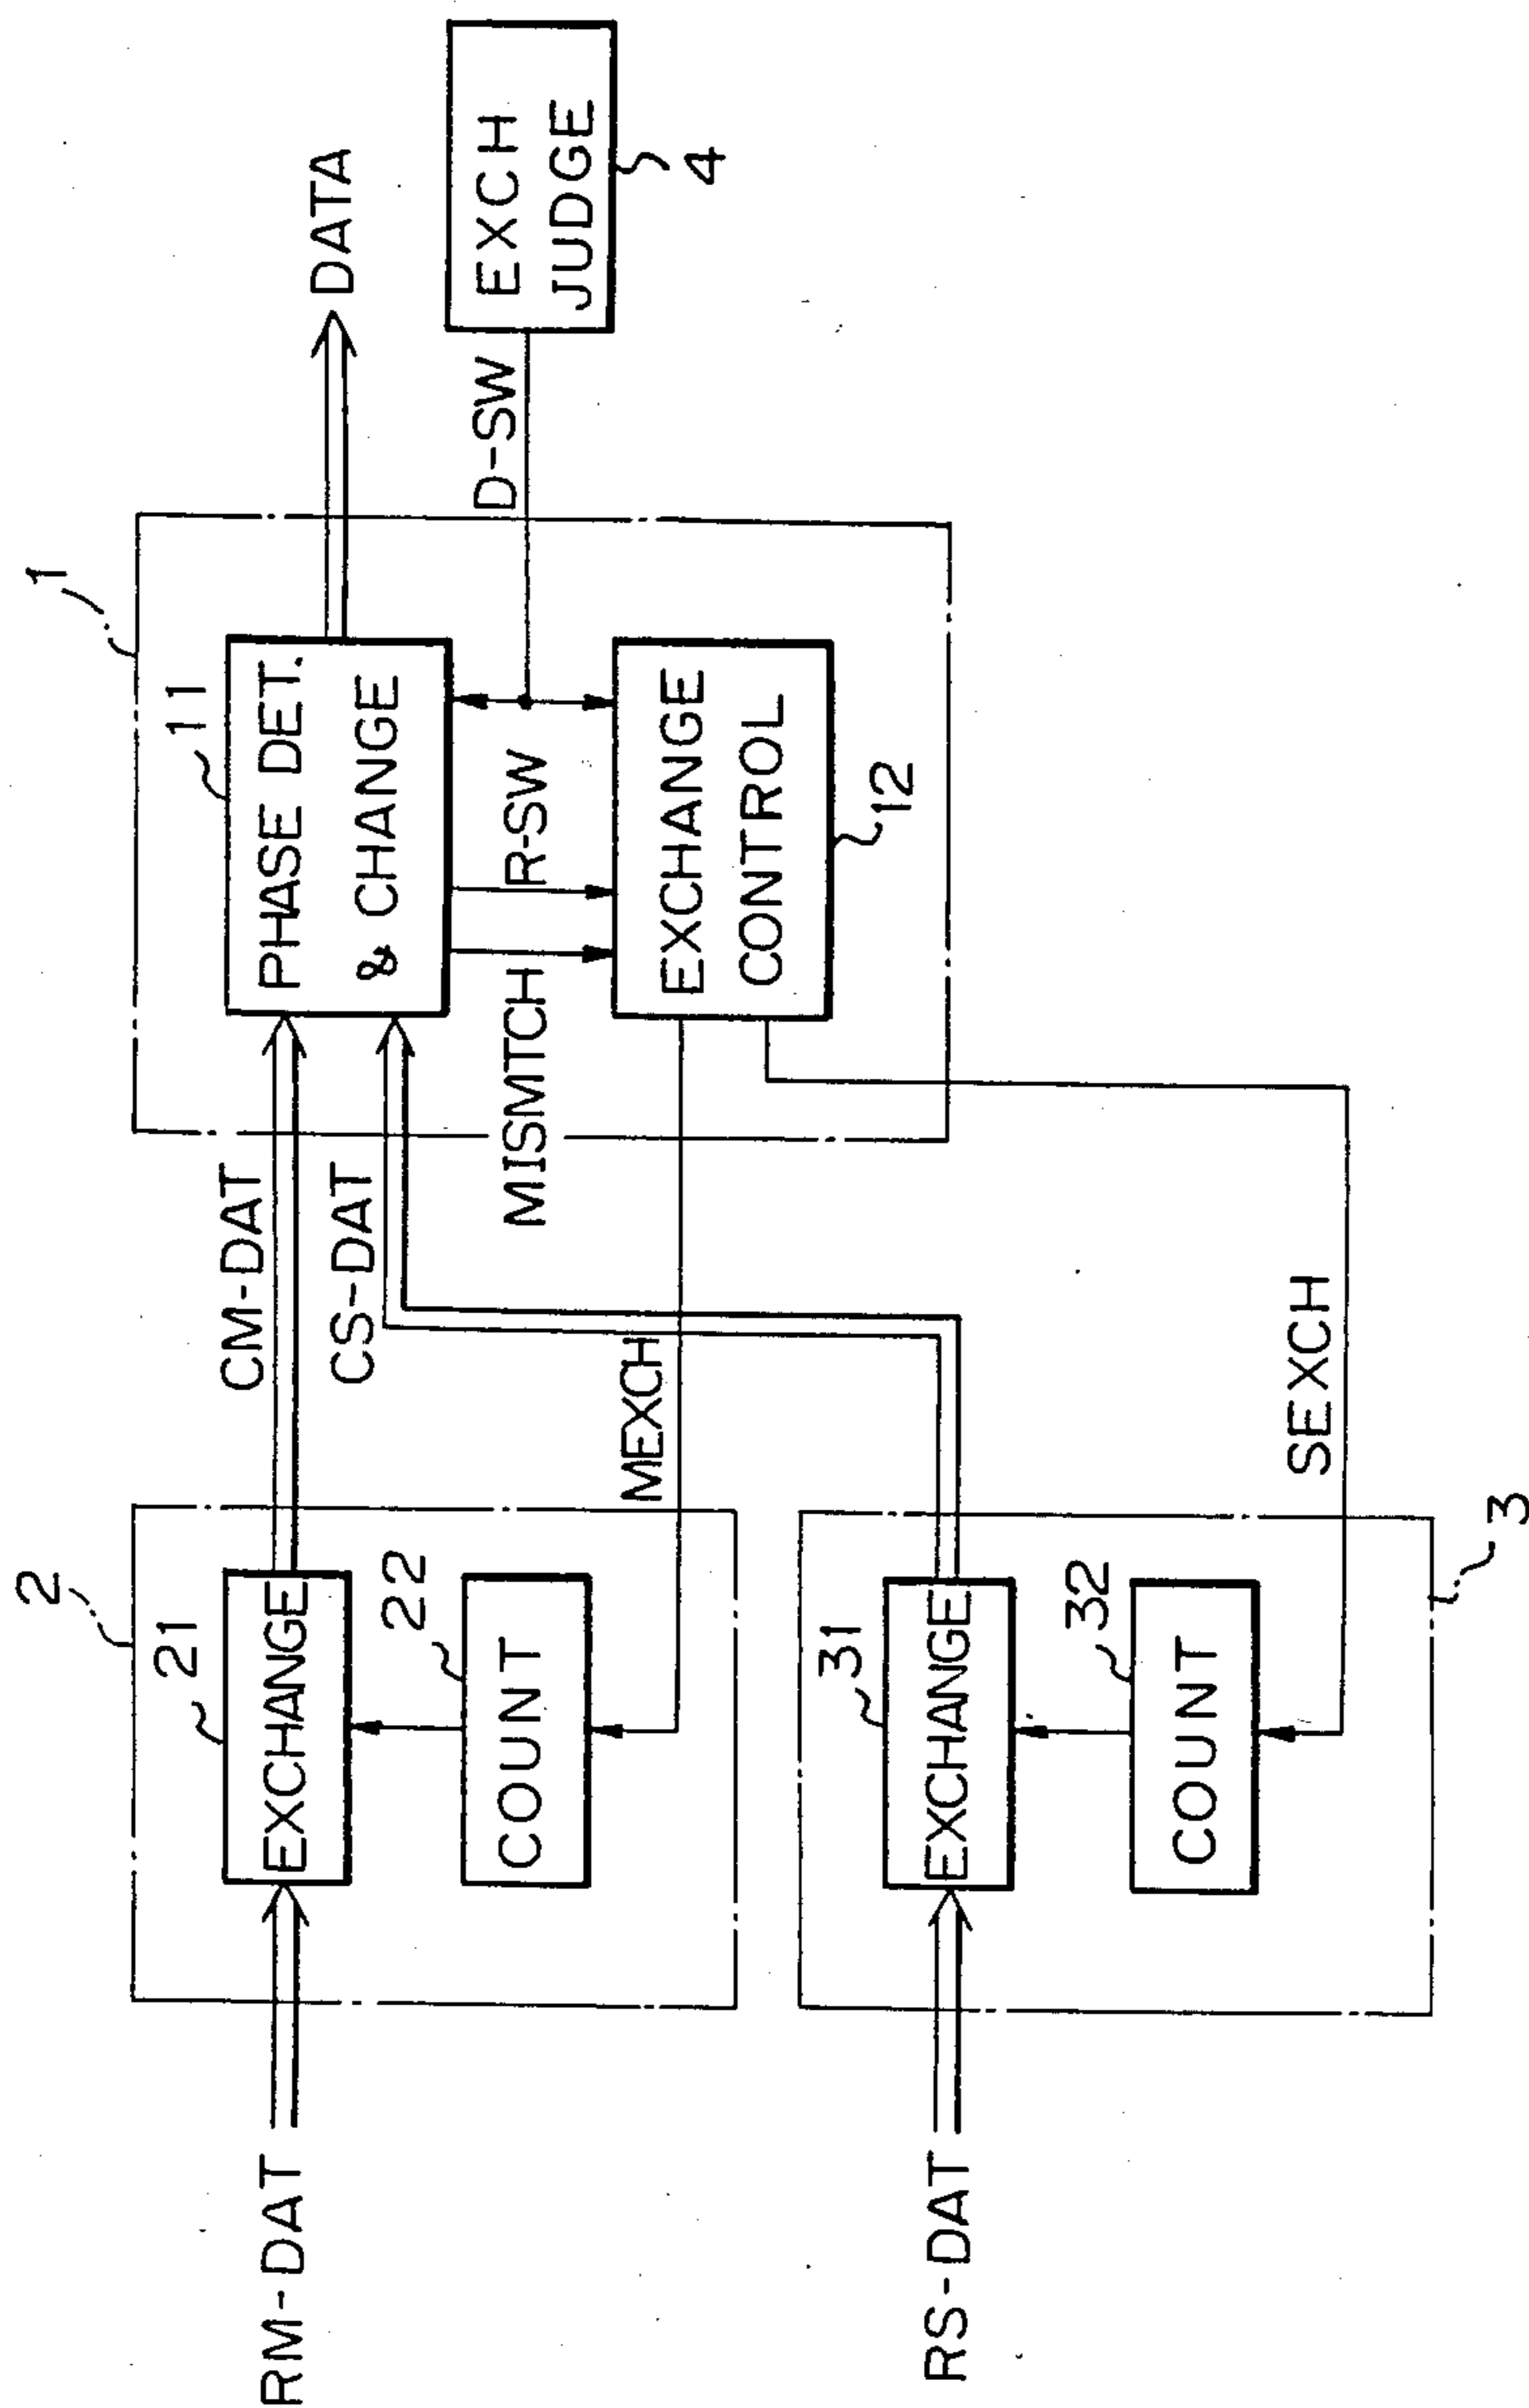 RM-DAT
2
21
EXCHANGE
22
COUNT
CM-DAT
CS-DAT
MEXCH
1
11
PHASE DET.
& CHANGE
MISMTCH
R-SW
EXCHANGE
CONTROL
12
DATA
D-SW
EXCH
JUDGE
4
RS-DAT
31
EXCHANGE
32
COUNT
3
SEXCH